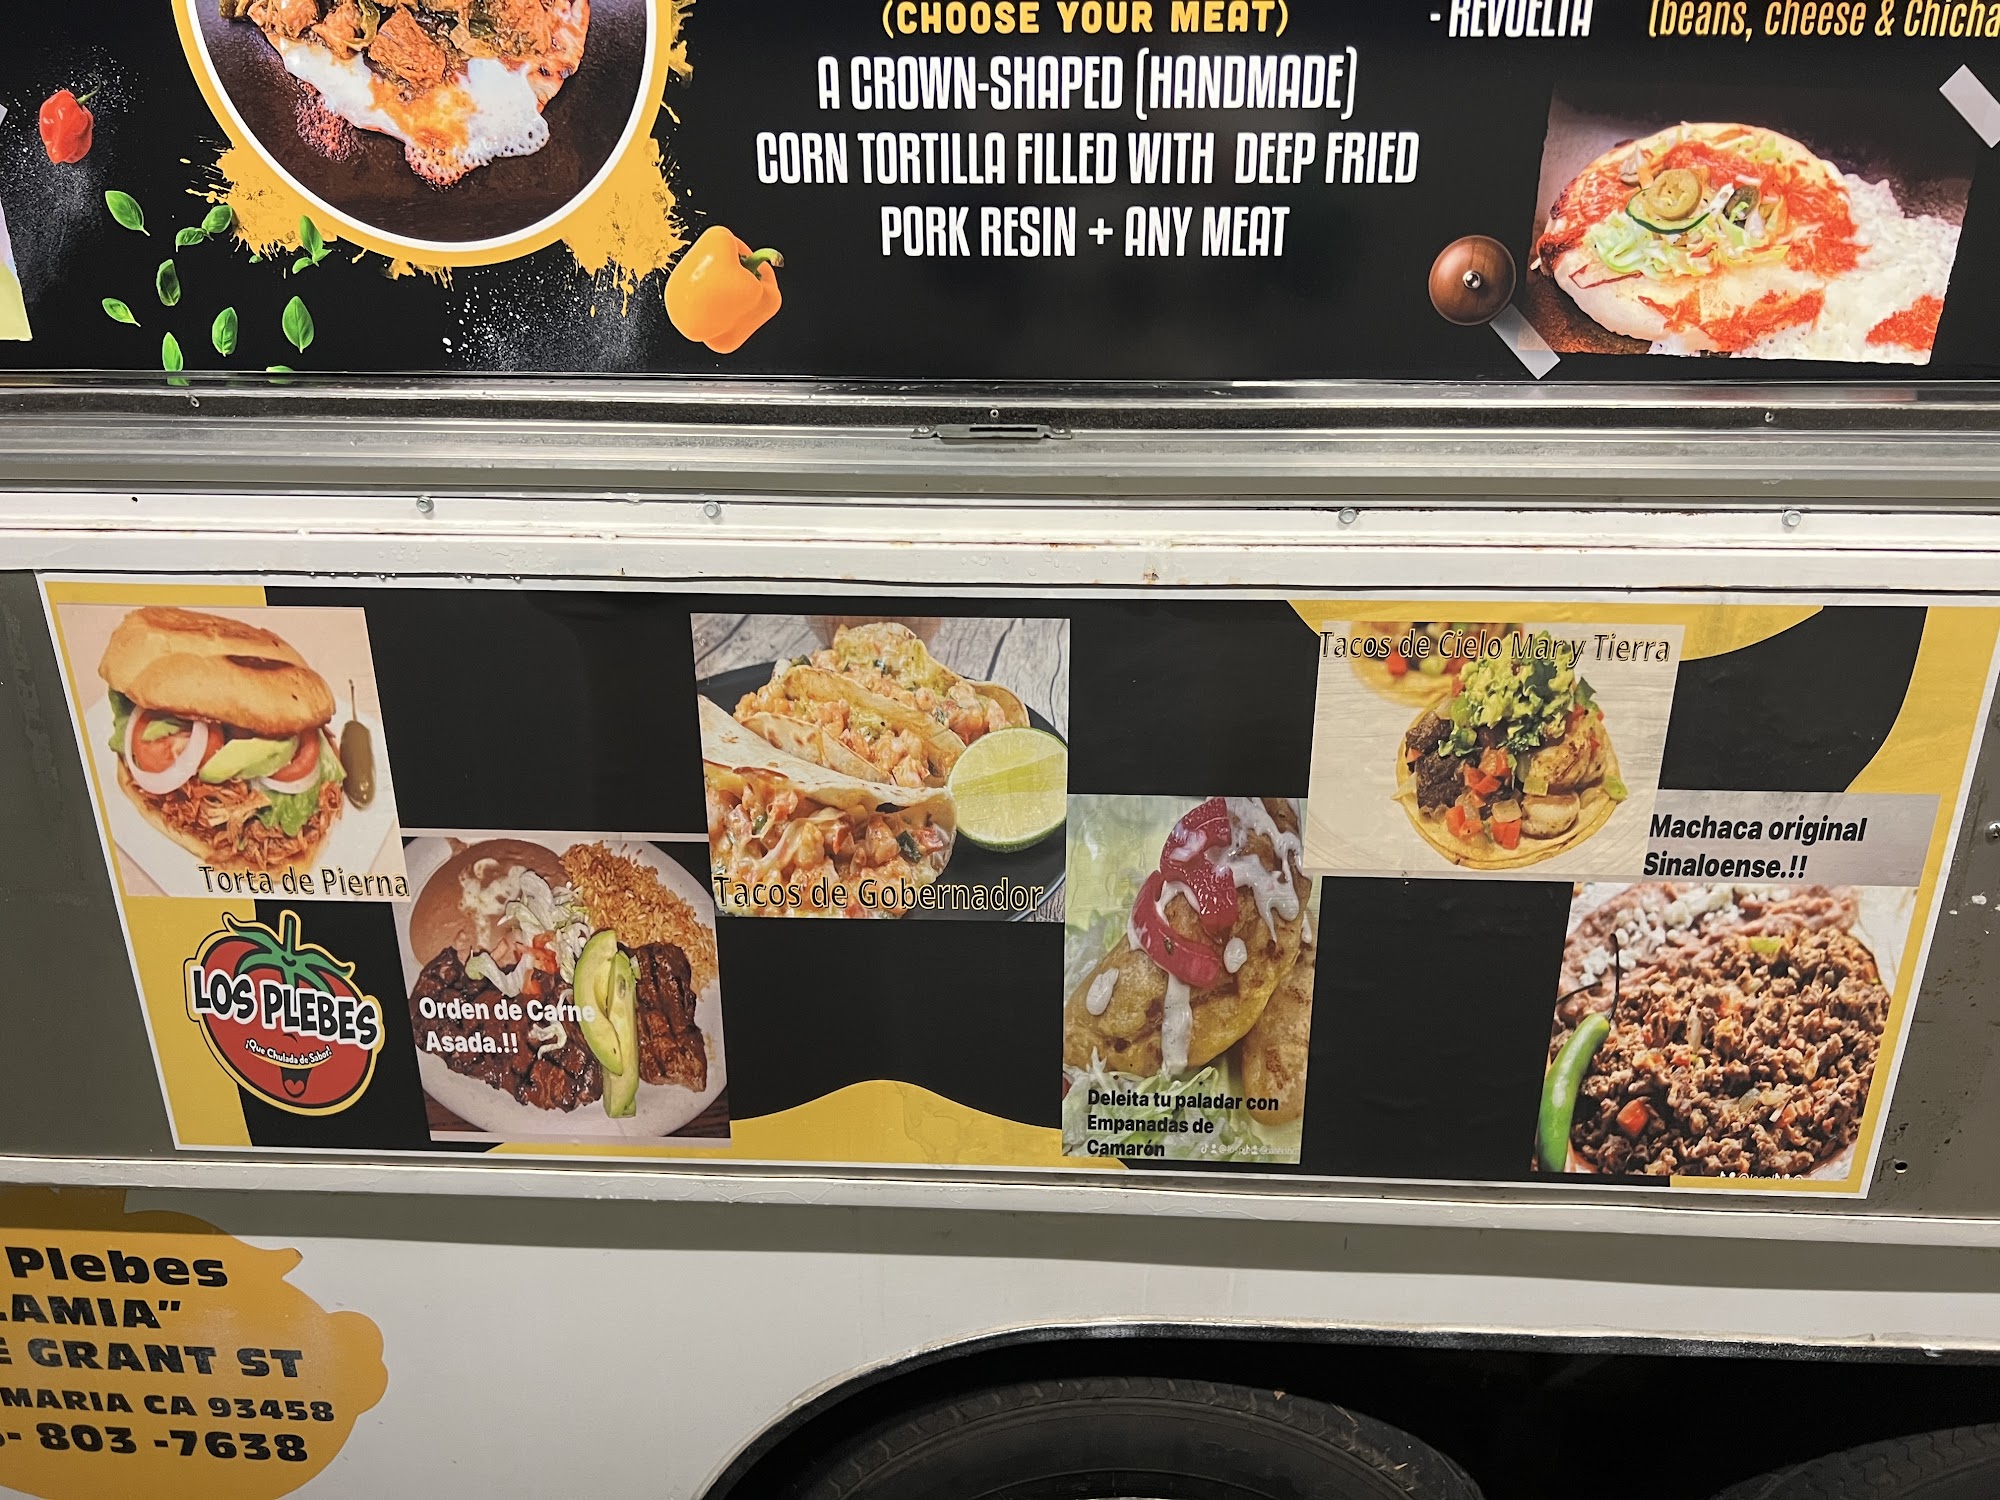 (CHOOSE YOUR MEAT)
A CROWN-SHAPED (HANDMADE)
CORN TORTILLA FILLED WITH DEEP FRIED
PORK RESIN + ANY MEAT
- REVUELTA
(beans, cheese & Chicha
Torta de Pierna
LOS PLEBES
¡Que Chulada de Sabor!
Orden de Carne
Asada.!!
Tacos de Gobernador
Deleita tu paladar con
Empanadas de
Camarón
Tacos de Cielo Mar y Tierra
Machaca original
Sinaloense.!!
Plebes
LAMIA”
E GRANT ST
MARIA CA 93458
- 803 -7638